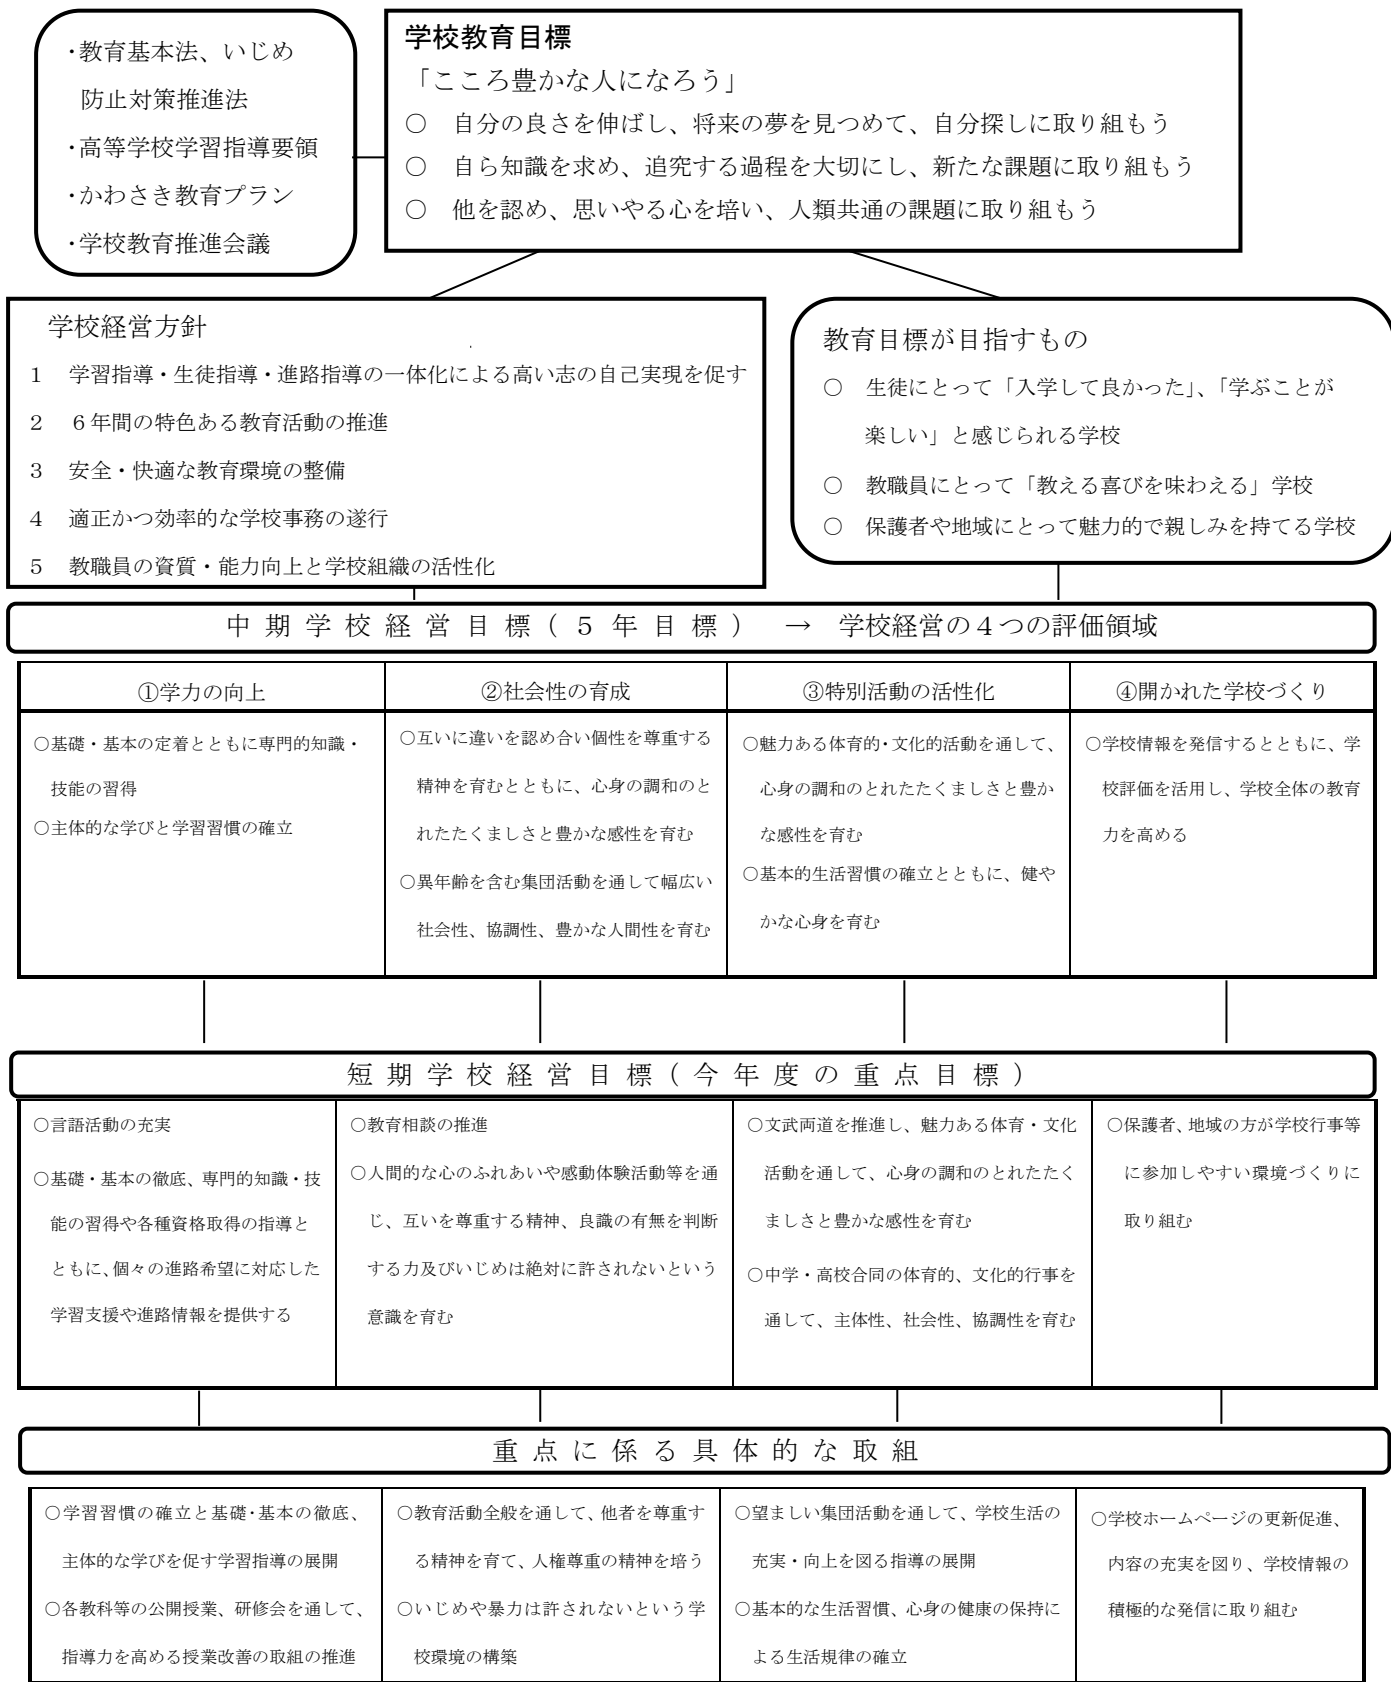 ・教育基本法、いじめ
防止対策推進法
・高等学校学習指導要領
・かわさき教育プラン
・学校教育推進会議
学校教育目標
「こころ豊かな人になろう」
○　自分の良さを伸ばし、将来の夢を見つめて、自分探しに取り組もう
○　自ら知識を求め、追究する過程を大切にし、新たな課題に取り組もう
○　他を認め、思いやる心を培い、人類共通の課題に取り組もう
学校経営方針
1　学習指導・生徒指導・進路指導の一体化による高い志の自己実現を促す
2　６年間の特色ある教育活動の推進
3　安全・快適な教育環境の整備
4　適正かつ効率的な学校事務の遂行
5　教職員の資質・能力向上と学校組織の活性化
教育目標が目指すもの
○　生徒にとって「入学して良かった」、「学ぶことが
楽しい」と感じられる学校
○　教職員にとって「教える喜びを味わえる」学校
○　保護者や地域にとって魅力的で親しみを持てる学校
中期学校経営目標（５年目標）　→　学校経営の４つの評価領域
①学力の向上
○基礎・基本の定着とともに専門的知識・
技能の習得
○主体的な学びと学習習慣の確立
②社会性の育成
○互いに違いを認め合い個性を尊重する
精神を育むとともに、心身の調和のと
れたたくましさと豊かな感性を育む
○異年齢を含む集団活動を通して幅広い
社会性、協調性、豊かな人間性を育む
③特別活動の活性化
○魅力ある体育的・文化的活動を通して、
心身の調和のとれたたくましさと豊か
な感性を育む
○基本的生活習慣の確立とともに、健や
かな心身を育む
④開かれた学校づくり
○学校情報を発信するとともに、学
校評価を活用し、学校全体の教育
力を高める
短期学校経営目標（今年度の重点目標）
○言語活動の充実
○基礎・基本の徹底、専門的知識・技
能の習得や各種資格取得の指導と
ともに、個々の進路希望に対応した
学習支援や進路情報を提供する
○教育相談の推進
○人間的な心のふれあいや感動体験活動等を通
じ、互いを尊重する精神、良識の有無を判断
する力及びいじめは絶対に許されないという
意識を育む
○文武両道を推進し、魅力ある体育・文化
活動を通して、心身の調和のとれたたく
ましさと豊かな感性を育む
○中学・高校合同の体育的、文化的行事を
通して、主体性、社会性、協調性を育む
○保護者、地域の方が学校行事等
に参加しやすい環境づくりに
取り組む
重点に係る具体的な取組
○学習習慣の確立と基礎・基本の徹底、
主体的な学びを促す学習指導の展開
○各教科等の公開授業、研修会を通して、
指導力を高める授業改善の取組の推進
○教育活動全般を通して、他者を尊重す
る精神を育て、人権尊重の精神を培う
○いじめや暴力は許されないという学
校環境の構築
○望ましい集団活動を通して、学校生活の
充実・向上を図る指導の展開
○基本的な生活習慣、心身の健康の保持に
よる生活規律の確立
○学校ホームページの更新促進、
内容の充実を図り、学校情報の
積極的な発信に取り組む